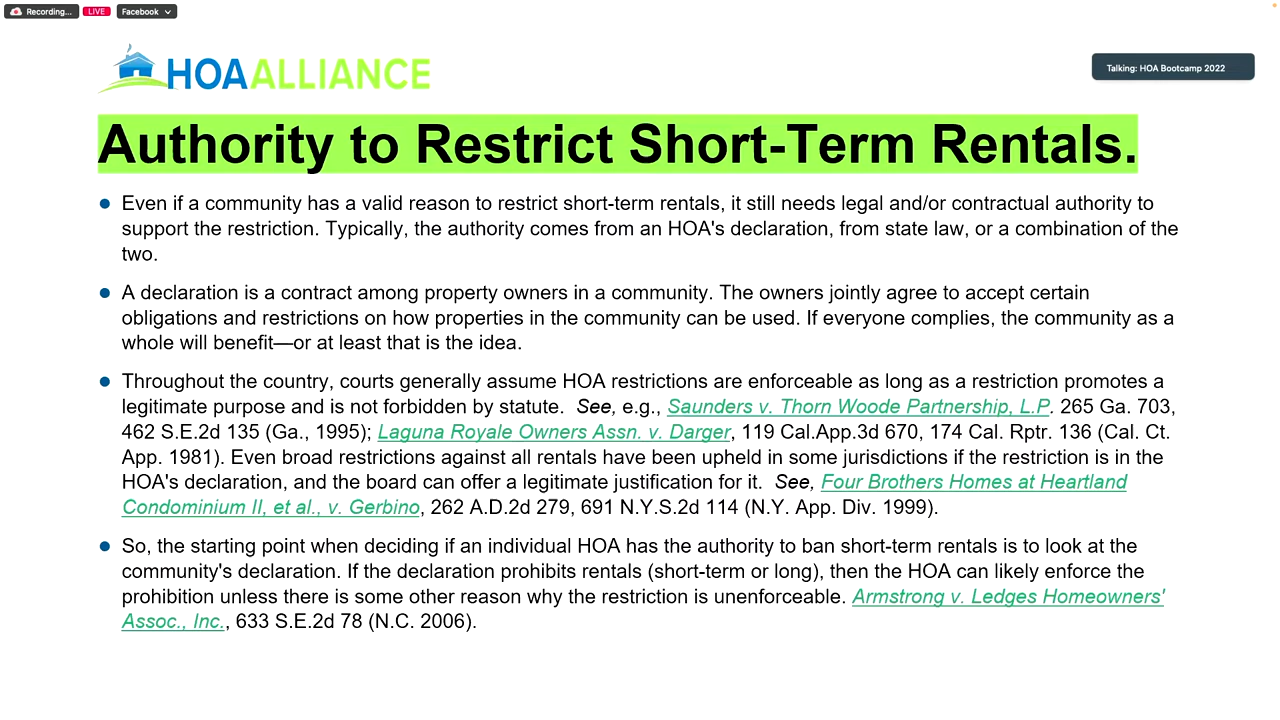 Recording...
LIVE
Facebook
HOAALLIANCE
Talking: HOA Bootcamp 2022
Authority to Restrict Short-Term Rentals.
Even if a community has a valid reason to restrict short-term rentals, it still needs legal and/or contractual authority to
support the restriction. Typically, the authority comes from an HOA's declaration, from state law, or a combination of the
two.
A declaration is a contract among property owners in a community. The owners jointly agree to accept certain
obligations and restrictions on how properties in the community can be used. If everyone complies, the community as a
whole will benefit—or at least that is the idea.
Throughout the country, courts generally assume HOA restrictions are enforceable as long as a restriction promotes a
legitimate purpose and is not forbidden by statute. See, e.g., Saunders v. Thorn Woode Partnership, L.P. 265 Ga. 703,
462 S.E.2d 135 (Ga., 1995); Laguna Royale Owners Assn. v. Darger, 119 Cal.App.3d 670, 174 Cal. Rptr. 136 (Cal. Ct.
App. 1981). Even broad restrictions against all rentals have been upheld in some jurisdictions if the restriction is in the
HOA's declaration, and the board can offer a legitimate justification for it. See, Four Brothers Homes at Heartland
Condominium II, et al., v. Gerbino, 262 A.D.2d 279, 691 N.Y.S.2d 114 (N.Y. App. Div. 1999).
So, the starting point when deciding if an individual HOA has the authority to ban short-term rentals is to look at the
community's declaration. If the declaration prohibits rentals (short-term or long), then the HOA can likely enforce the
prohibition unless there is some other reason why the restriction is unenforceable. Armstrong v. Ledges Homeowners'
Assoc., Inc., 633 S.E.2d 78 (N.C. 2006).